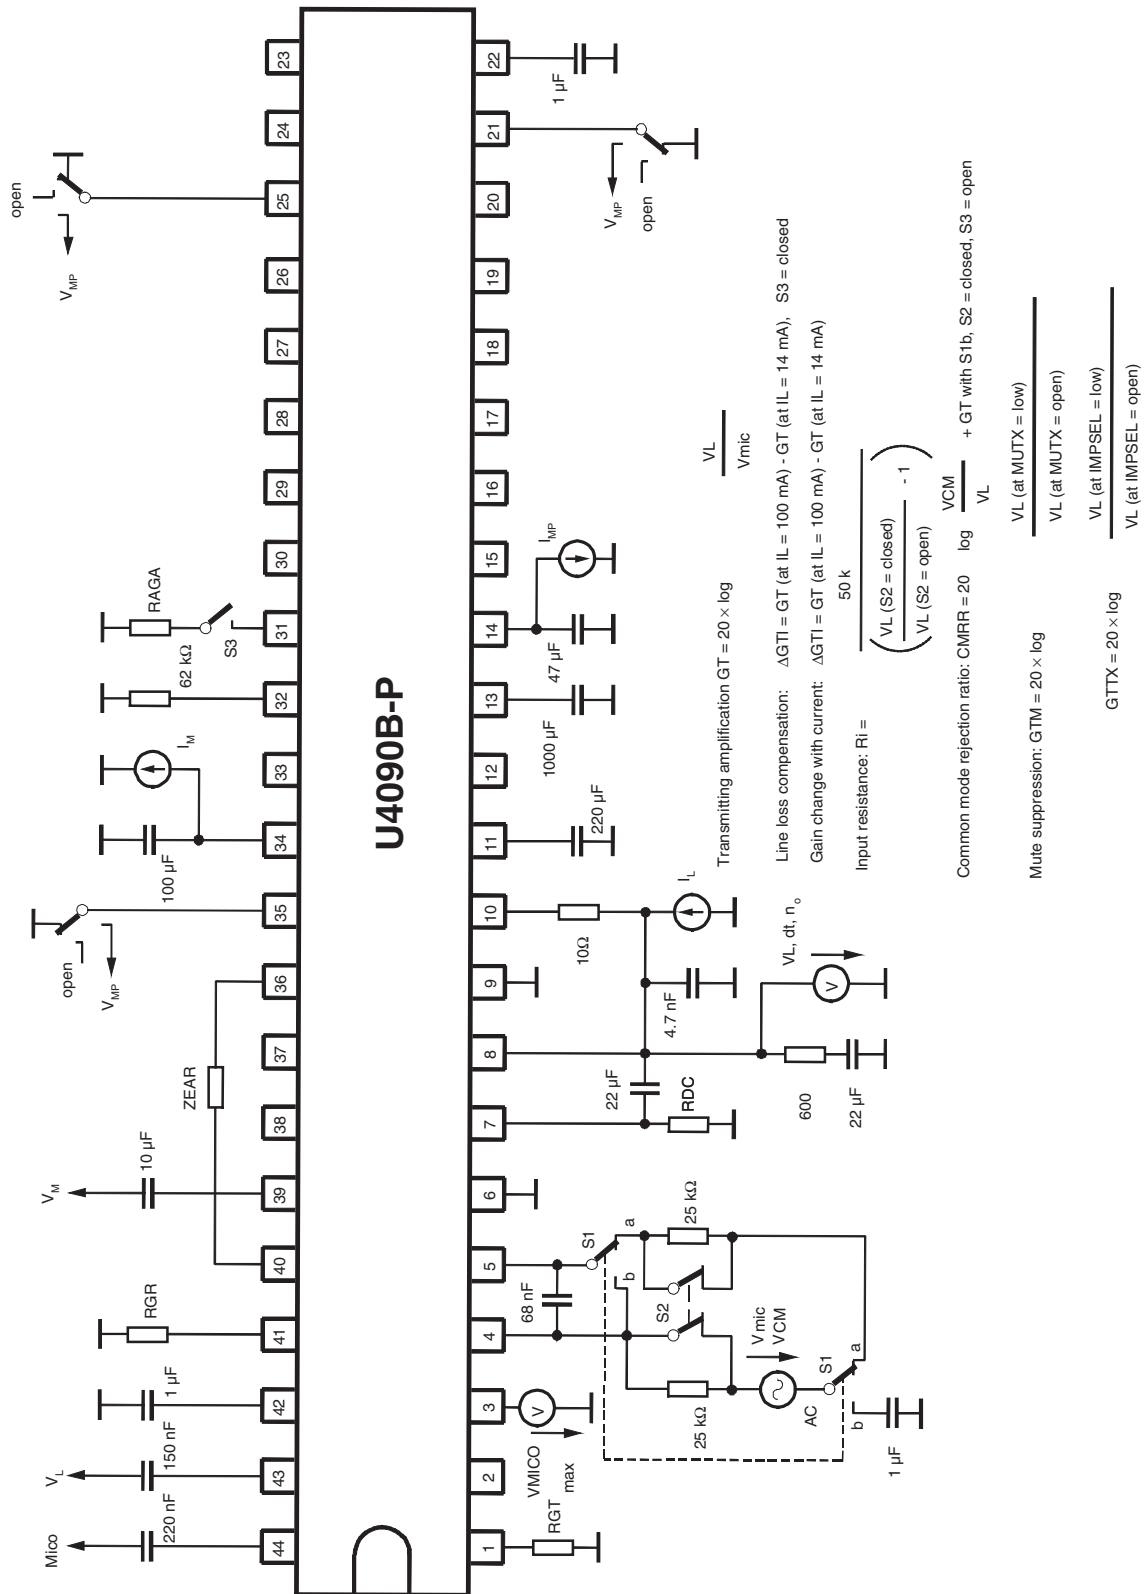 Mico
V_L
V_M
open
V_MP
open
V_MP
220 nF
150 nF
1 µF
RGR
10 µF
ZEAR
100 µF
I_M
62 kΩ
S3
RAGA
44
43
42
41
40
39
38
37
36
35
34
33
32
31
30
29
28
27
26
25
24
23
U4090B-P
1
2
3
4
5
6
7
8
9
10
11
12
13
14
15
16
17
18
19
20
21
22
RGT
VMICO
max
V
68 nF
S1
b
a
S2
25 kΩ
25 kΩ
V mic
VCM
AC
S1
b
a
1 µF
22 µF
RDC
4.7 nF
10Ω
I_L
600
22 µF
V
VL, dt, n_o
220 µF
1000 µF
47 µF
I_MP
V_MP
open
1 µF
Transmitting amplification GT = 20 × log VL
Vmic
Line loss compensation: ΔGTI = GT (at IL = 100 mA) - GT (at IL = 14 mA), S3 = closed
Gain change with current: ΔGTI = GT (at IL = 100 mA) - GT (at IL = 14 mA)
50 k
Input resistance: Ri =
VL (S2 = closed)
( - 1 )
VL (S2 = open)
VCM
Common mode rejection ratio: CMRR = 20 log + GT with S1b, S2 = closed, S3 = open
VL
VL (at MUTX = low)
Mute suppression: GTM = 20 × log
VL (at MUTX = open)
VL (at IMPSEL = low)
GTTX = 20 × log
VL (at IMPSEL = open)